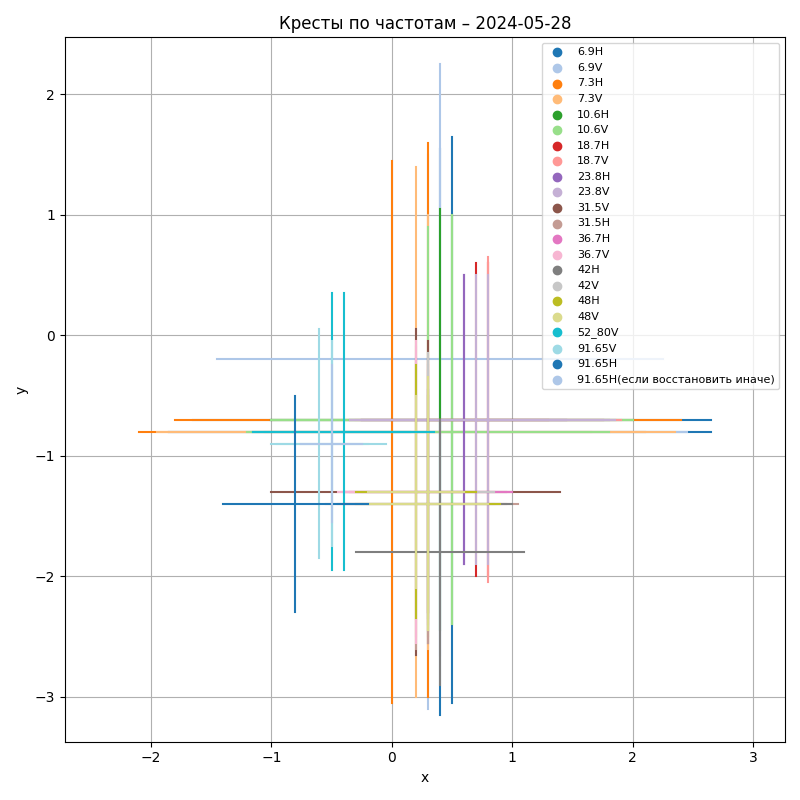 Кресты по частотам – 2024-05-28
6.9H
6.9V
7.3H
7.3V
10.6H
10.6V
18.7H
18.7V
23.8H
23.8V
31.5V
31.5H
36.7H
36.7V
42H
42V
48H
48V
52_80V
91.65V
91.65H
91.65H(если восстановить иначе)
2
1
0
−1
−2
−3
y
−2
−1
0
1
2
3
x